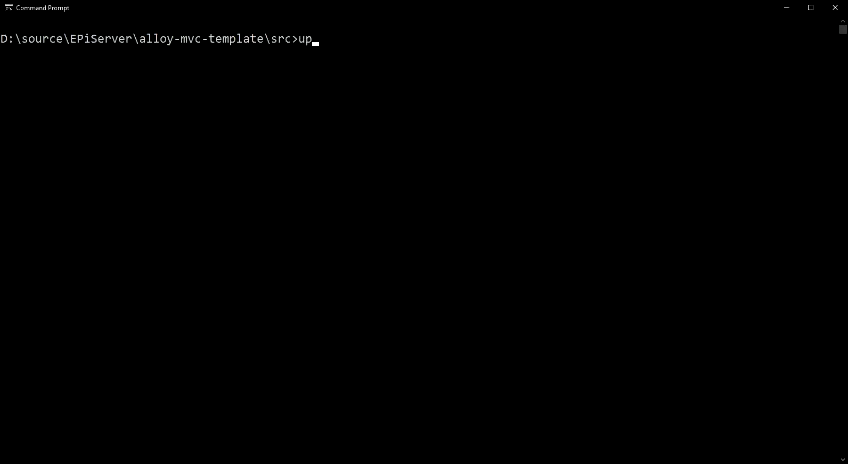 Command Prompt
D:\source\EPiServer\alloy-mvc-template\src>up